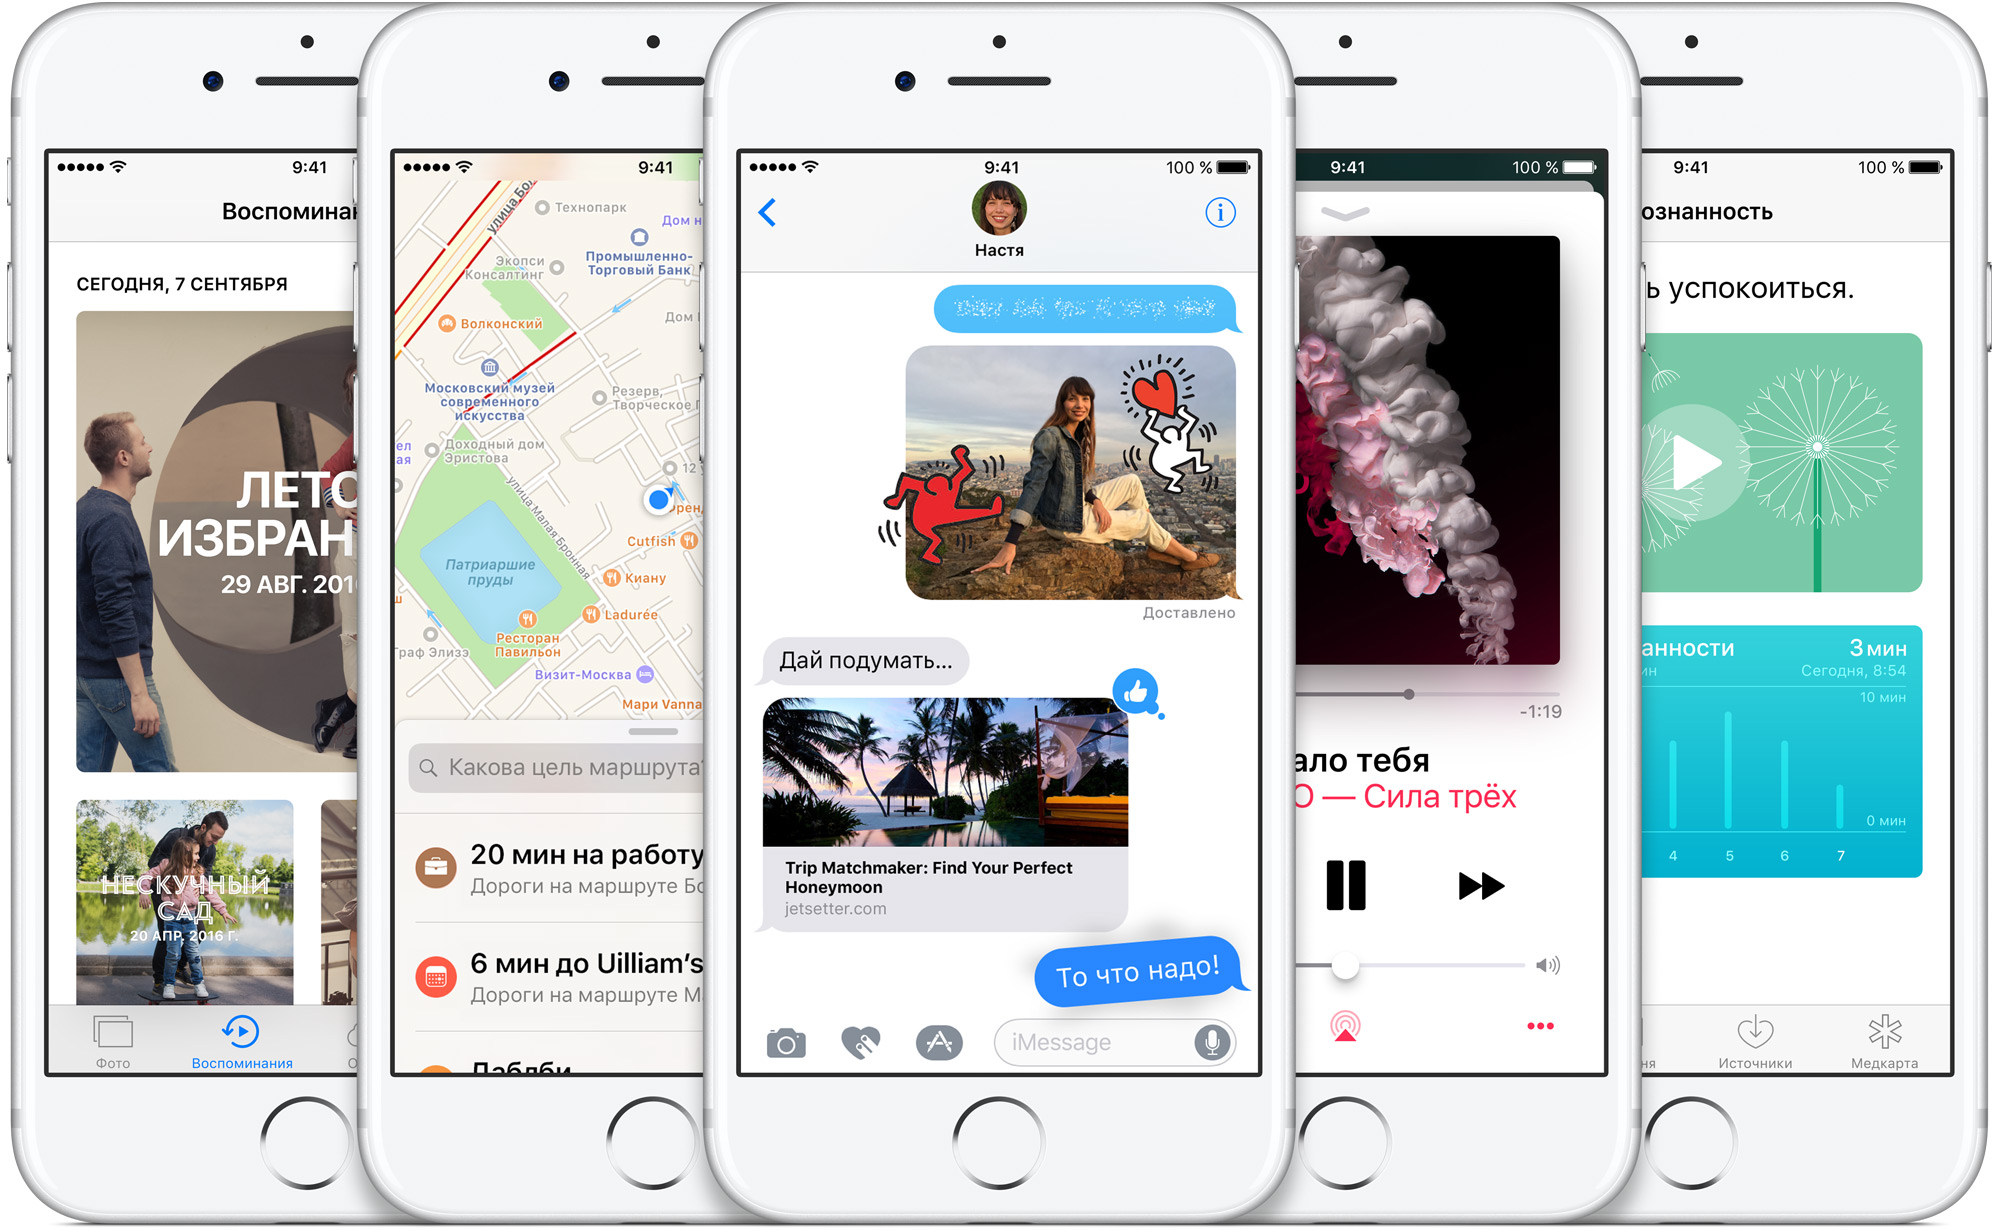 9:41
Воспоминан
СЕГОДНЯ, 7 СЕНТЯБРЯ
ЛЕТО
ИЗБРАН
29 АВГ. 201
НЕСКУЧНЫЙ
САД
20 АПР. 2016 Г.
Фото
Воспоминания
9:41
улица Бол
Технопарк
Дом н
Промышленно-
Торговый Банк
Экопси
Консалтинг
Дом
Волконский
Московский музей
современного
искусства
Резерв,
Творческое
Доходный дом
Эристова
ел
ая
12
улица Малая Бронная
Френ
Cutfish
Патриаршие
пруды
Киану
Ladurée
Ресторан
Павильон
Граф Элизэ
Визит-Москва
Мари Vanna
Какова цель маршрута?
20 мин на работу
Дороги на маршруте Бо
6 мин до Uilliam’s
Дороги на маршруте М
9:41
100 %
Настя
Доставлено
Дай подумать...
Trip Matchmaker: Find Your Perfect
Honeymoon
jetsetter.com
То что надо!
iMessage
9:41
100 %
-1:19
ало тебя
О — Сила трёх
9:41
100 %
ознанность
ь успокоиться.
анности
3 мин
ин
Сегодня, 8:54
10 мин
0 мин
4 5 6 7
ня
Источники
Медкарта